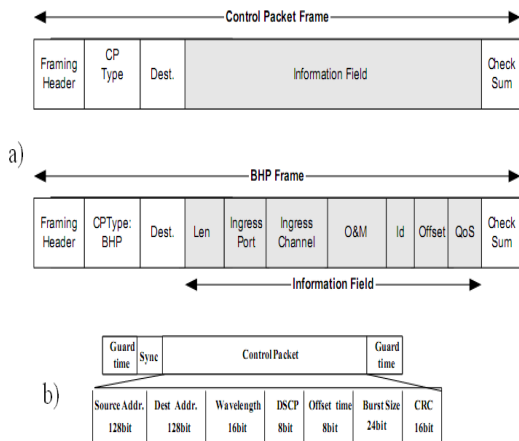 Control Packet Frame
Framing Header CP Type Dest. Information Field Check Sum
a)
BHP Frame
Framing Header CPType: BHP Dest. Len Ingress Port Ingress Channel O&M Id Offset QoS Check Sum
Information Field
b)
Guard time Sync Control Packet Guard time
Source Addr. Dest Addr. Wavelength DSCP Offset time Burst Size CRC
128bit 128bit 16bit 8bit 8bit 24bit 16bit